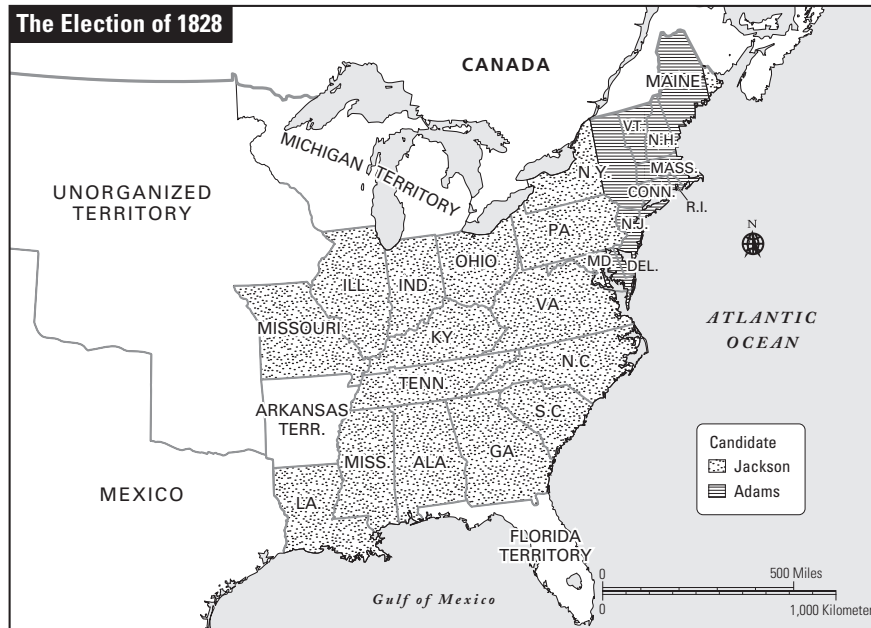 The Election of 1828
CANADA
MAINE
MICHIGAN TERRITORY
V.T.
N.H.
UNORGANIZED
TERRITORY
N.Y.
MASS.
CONN
R.I.
N.J.
PA
OHIO
MD.
DEL.
ILL.
IND.
N
VA
MISSOURI
KY
ATLANTIC
OCEAN
N.C
TENN
ARKANSAS
TERR.
S.C.
MISS.
ALA.
GA
Candidate
Jackson
Adams
MEXICO
LA.
FLORIDA
TERRITORY
0
500 Miles
Gulf of Mexico
0
1,000 Kilometer